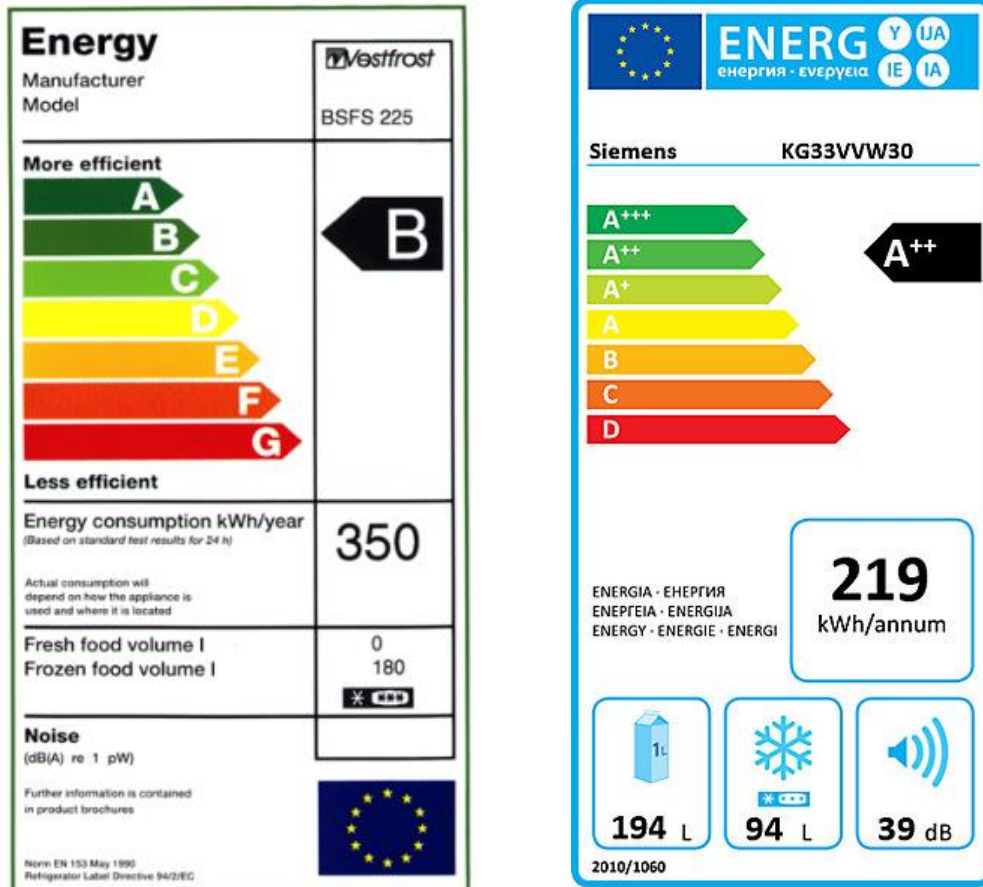 Energy
Manufacturer
Model
Vestfrost
BSFS 225
More efficient
A
B
C
D
E
F
G
B
Less efficient
Energy consumption kWh/year
(Based on standard test results for 24 h)
350
Actual consumption will
depend on how the appliance is
used and where it is located
Fresh food volume l
0
Frozen food volume l
180
Noise
(dB(A) re 1 pW)
Further information is contained
in product brochures
Norm EN 153 May 1990
Refrigerator Label Directive 94/2/EC
ENERG
енергия · ενεργεια
Y IJA
IE IA
Siemens KG33VVW30
A+++
A++
A+
A
B
C
D
A++
ENERGIA · ЕНЕРГИЯ
ΕΝΕΡΓΕΙΑ · ENERGIJA
ENERGY · ENERGIE · ENERGI
219
kWh/annum
1L
194 L
94 L
39 dB
2010/1060